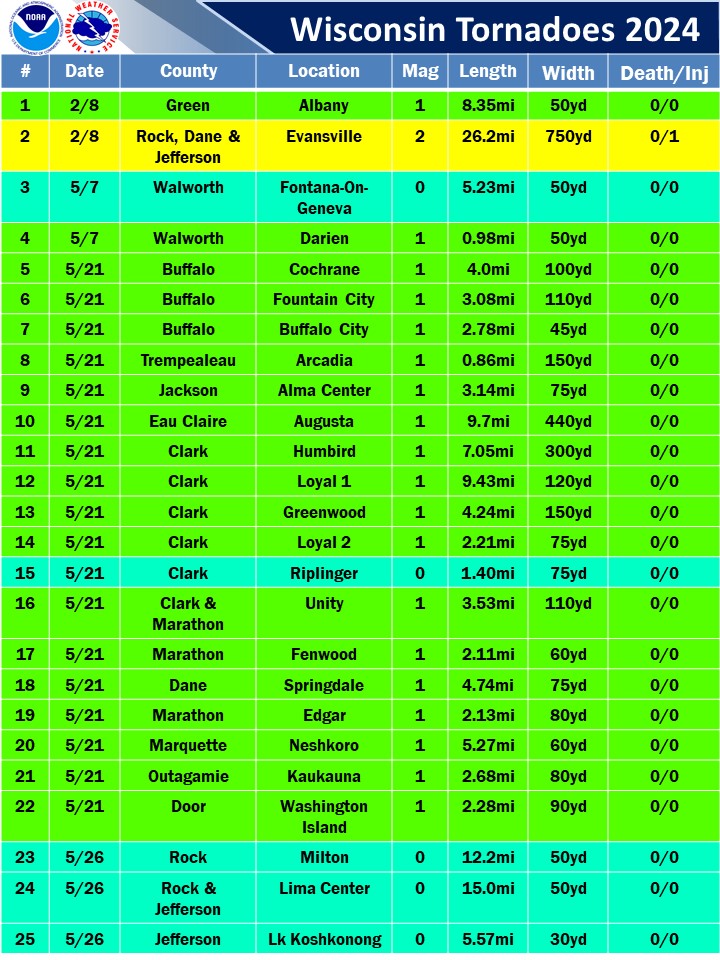 NOAA
NATIONAL WEATHER SERVICE
Wisconsin Tornadoes 2024
# Date County Location Mag Length Width Death/Inj
1 2/8 Green Albany 1 8.35mi 50yd 0/0
2 2/8 Rock, Dane & Evansville 2 26.2mi 750yd 0/1
Jefferson
3 5/7 Walworth Fontana-On- 0 5.23mi 50yd 0/0
Geneva
4 5/7 Walworth Darien 1 0.98mi 50yd 0/0
5 5/21 Buffalo Cochrane 1 4.0mi 100yd 0/0
6 5/21 Buffalo Fountain City 1 3.08mi 110yd 0/0
7 5/21 Buffalo Buffalo City 1 2.78mi 45yd 0/0
8 5/21 Trempealeau Arcadia 1 0.86mi 150yd 0/0
9 5/21 Jackson Alma Center 1 3.14mi 75yd 0/0
10 5/21 Eau Claire Augusta 1 9.7mi 440yd 0/0
11 5/21 Clark Humbird 1 7.05mi 300yd 0/0
12 5/21 Clark Loyal 1 1 9.43mi 120yd 0/0
13 5/21 Clark Greenwood 1 4.24mi 150yd 0/0
14 5/21 Clark Loyal 2 1 2.21mi 75yd 0/0
15 5/21 Clark Riplinger 0 1.40mi 75yd 0/0
16 5/21 Clark & Unity 1 3.53mi 110yd 0/0
Marathon
17 5/21 Marathon Fenwood 1 2.11mi 60yd 0/0
18 5/21 Dane Springdale 1 4.74mi 75yd 0/0
19 5/21 Marathon Edgar 1 2.13mi 80yd 0/0
20 5/21 Marquette Neshkoro 1 5.27mi 60yd 0/0
21 5/21 Outagamie Kaukauna 1 2.68mi 80yd 0/0
22 5/21 Door Washington 1 2.28mi 90yd 0/0
Island
23 5/26 Rock Milton 0 12.2mi 50yd 0/0
24 5/26 Rock & Lima Center 0 15.0mi 50yd 0/0
Jefferson
25 5/26 Jefferson Lk Koshkonong 0 5.57mi 30yd 0/0